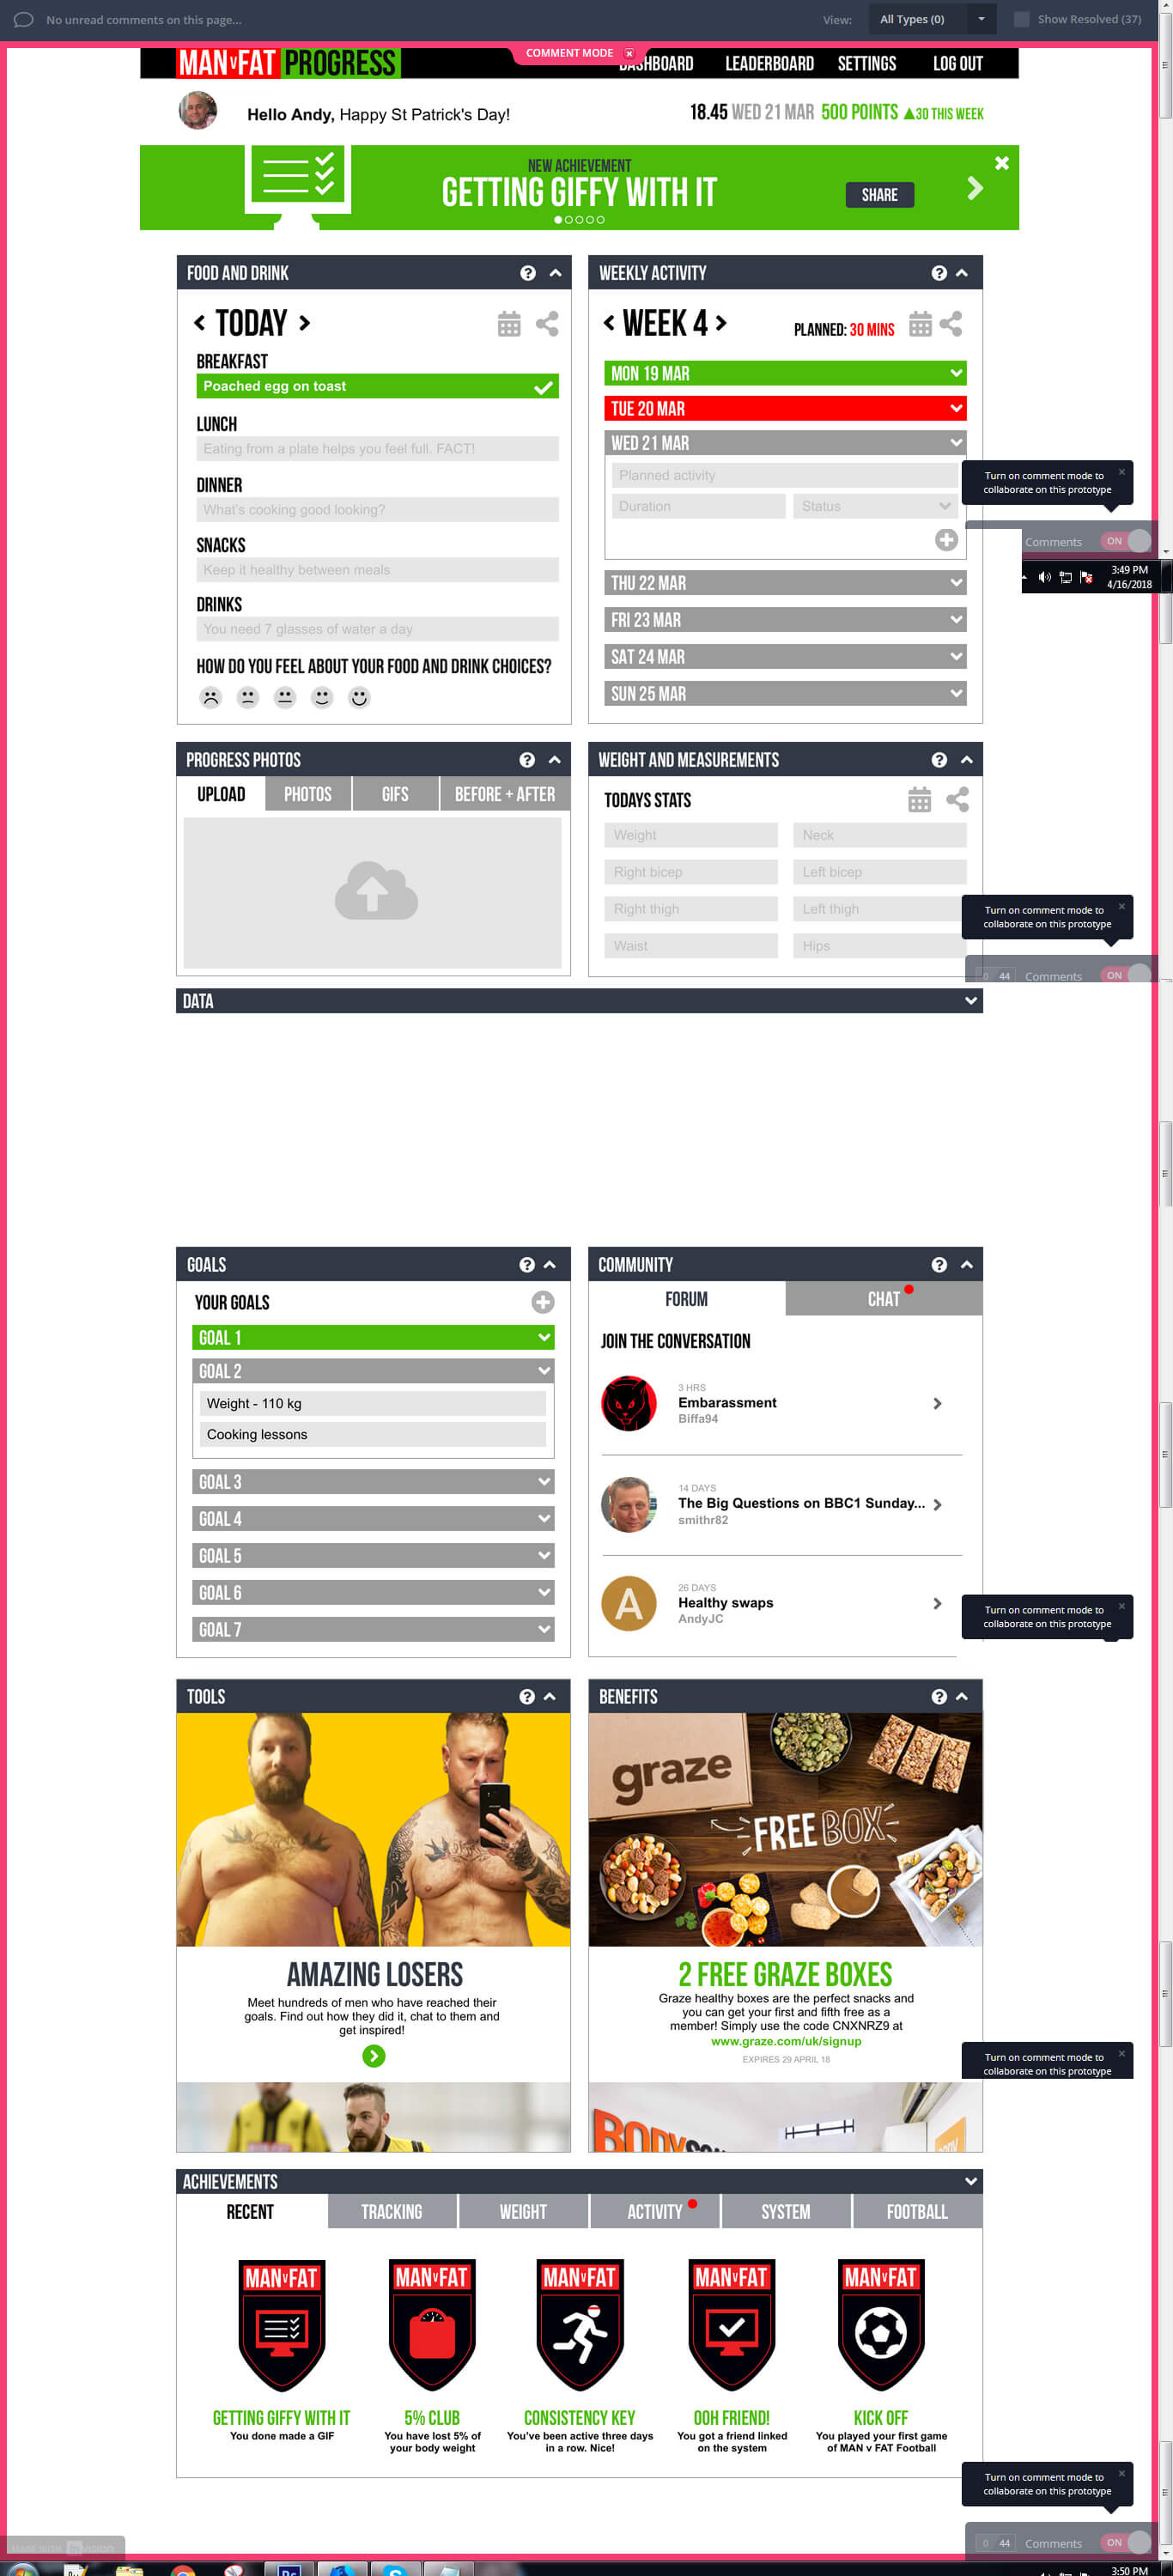 No unread comments on this page...
View:
All Types (0)
Show Resolved (37)
MAN v FAT PROGRESS
COMMENT MODE
LEADERBOARD
SETTINGS
LOG OUT
Hello Andy, Happy St Patrick's Day!
18.45 WED 21 MAR 500 POINTS ▲30 THIS WEEK
NEW ACHIEVEMENT
GETTING GIFFY WITH IT
SHARE
FOOD AND DRINK
TODAY
BREAKFAST
Poached egg on toast
LUNCH
Eating from a plate helps you feel full. FACT!
DINNER
What's cooking good looking?
SNACKS
Keep it healthy between meals
DRINKS
You need 7 glasses of water a day
HOW DO YOU FEEL ABOUT YOUR FOOD AND DRINK CHOICES?
WEEKLY ACTIVITY
WEEK 4
PLANNED: 30 MINS
MON 19 MAR
TUE 20 MAR
WED 21 MAR
Planned activity
Duration
Status
THU 22 MAR
FRI 23 MAR
SAT 24 MAR
SUN 25 MAR
Turn on comment mode to
collaborate on this prototype
Comments ON
3:49 PM
4/16/2018
PROGRESS PHOTOS
UPLOAD
PHOTOS
GIFS
BEFORE + AFTER
WEIGHT AND MEASUREMENTS
TODAYS STATS
Weight
Neck
Right bicep
Left bicep
Right thigh
Left thigh
Waist
Hips
Turn on comment mode to
collaborate on this prototype
0 44 Comments ON
DATA
GOALS
YOUR GOALS
GOAL 1
GOAL 2
Weight - 110 kg
Cooking lessons
GOAL 3
GOAL 4
GOAL 5
GOAL 6
GOAL 7
COMMUNITY
FORUM
CHAT
JOIN THE CONVERSATION
3 HRS
Embarassment
Biffa94
14 DAYS
The Big Questions on BBC1 Sunday...
smithr82
A
26 DAYS
Healthy swaps
AndyJC
Turn on comment mode to
collaborate on this prototype
TOOLS
AMAZING LOSERS
Meet hundreds of men who have reached their
goals. Find out how they did it, chat to them and
get inspired!
BENEFITS
graze
FREE BOX
2 FREE GRAZE BOXES
Graze healthy boxes are the perfect snacks and
you can get your first and fifth free as a
member! Simply use the code CNXNRZ9 at
www.graze.com/uk/signup
EXPIRES 29 APRIL 18
Turn on comment mode to
collaborate on this prototype
ACHIEVEMENTS
RECENT
TRACKING
WEIGHT
ACTIVITY
SYSTEM
FOOTBALL
MAN v FAT
MAN v FAT
MAN v FAT
MAN v FAT
MAN v FAT
GETTING GIFFY WITH IT
You done made a GIF
5% CLUB
You have lost 5% of
your body weight
CONSISTENCY KEY
You've been active three days
in a row. Nice!
OOH FRIEND!
You got a friend linked
on the system
KICK OFF
You played your first game
of MAN v FAT Football
Turn on comment mode to
collaborate on this prototype
0 44 Comments ON
MADE WITH InVISION
Ps
3:50 PM